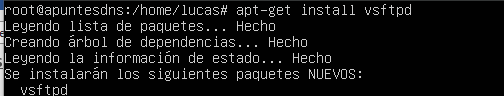 root@apuntesdns:/home/lucas# apt-get install vsftpd
Leyendo lista de paquetes... Hecho
Creando árbol de dependencias... Hecho
Leyendo la información de estado... Hecho
Se instalarán los siguientes paquetes NUEVOS:
  vsftpd